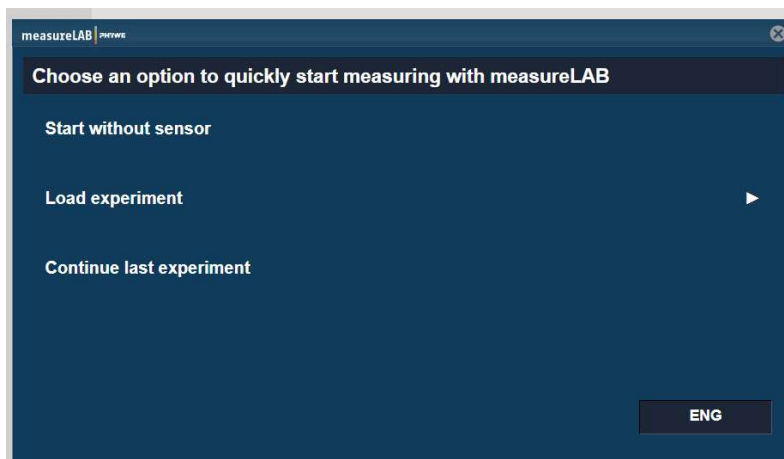 measureLAB PHYWE
Choose an option to quickly start measuring with measureLAB
Start without sensor
Load experiment
Continue last experiment
ENG